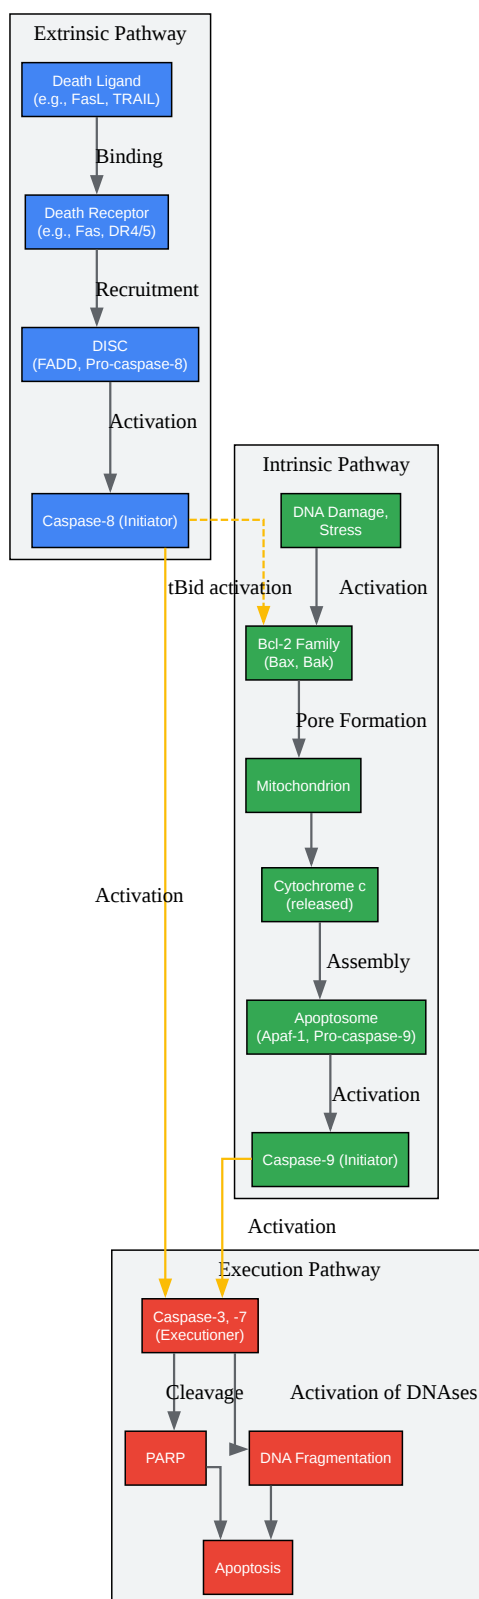 Extrinsic Pathway
Death Ligand
(e.g., FasL, TRAIL)
Binding
Death Receptor
(e.g., Fas, DR4/5)
Recruitment
DISC
(FADD, Pro-caspase-8)
Activation
Intrinsic Pathway
Caspase-8 (Initiator)
DNA Damage,
Stress
tBid activation
Activation
Bcl-2 Family
(Bax, Bak)
Pore Formation
Mitochondrion
Cytochrome c
(released)
Activation
Assembly
Apoptosome
(Apaf-1, Pro-caspase-9)
Activation
Caspase-9 (Initiator)
Activation
Execution Pathway
Caspase-3, -7
(Executioner)
Cleavage
Activation of DNAses
PARP
DNA Fragmentation
Apoptosis